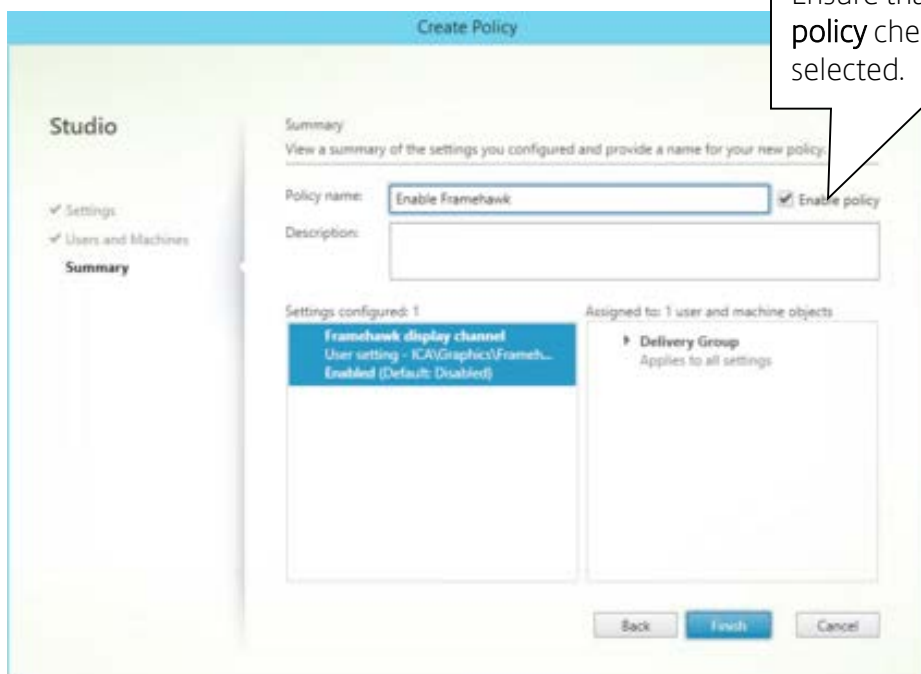 Create Policy
Ensure tha
policy che
selected.
Studio
✔ Settings
✔ Users and Machines
Summary
Summary
View a summary of the settings you configured and provide a name for your new policy.
Policy name:
Enable Framehawk
✔ Enable policy
Description:
Settings configured: 1
Framehawk display channel
User setting - ICA\Graphics\Frameh...
Enabled (Default: Disabled)
Assigned to: 1 user and machine objects
Delivery Group
Applies to all settings
Back
Finish
Cancel